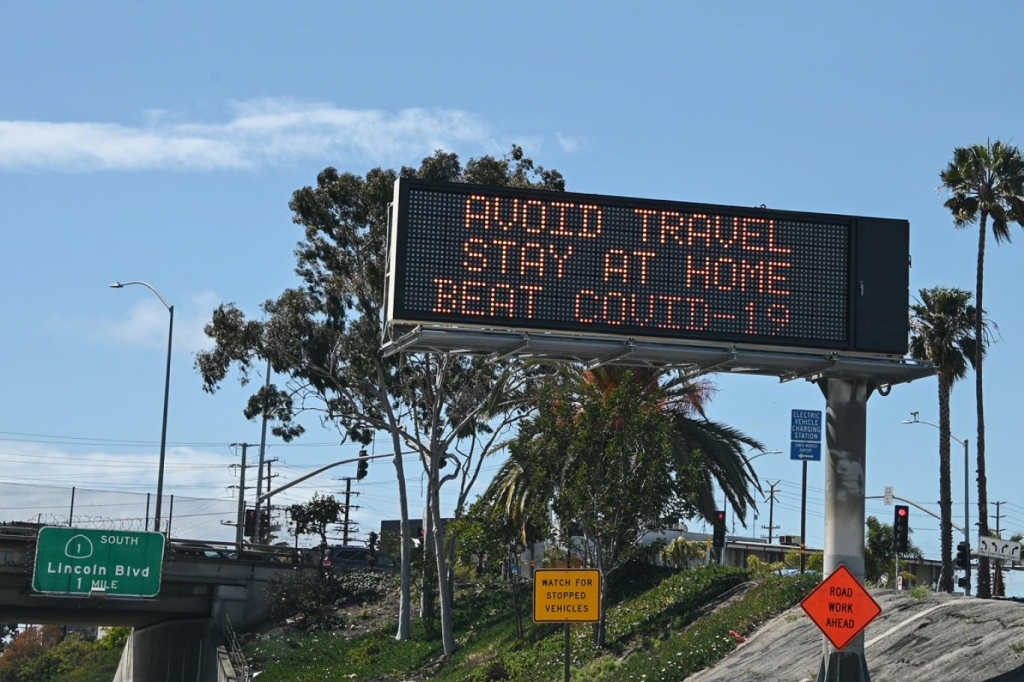 AVOID TRAVEL
STAY AT HOME
BEAT COVID-19
ELECTRIC
VEHICLE
CHARGING
STATION
1 SOUTH
Lincoln Blvd
1 MILE
WATCH FOR
STOPPED
VEHICLES
ROAD
WORK
AHEAD